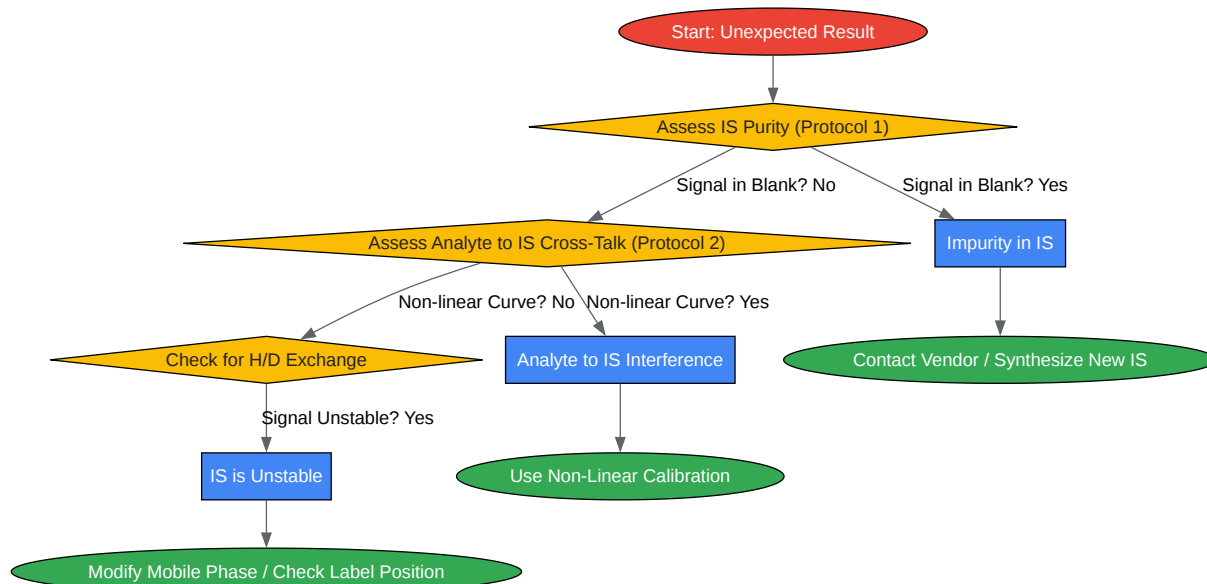 Start: Unexpected Result
Assess IS Purity (Protocol 1)
Signal in Blank? No
Signal in Blank? Yes
Assess Analyte to IS Cross-Talk (Protocol 2)
Impurity in IS
Non-linear Curve? No
Non-linear Curve? Yes
Check for H/D Exchange
Analyte to IS Interference
Contact Vendor / Synthesize New IS
Signal Unstable? Yes
IS is Unstable
Use Non-Linear Calibration
Modify Mobile Phase / Check Label Position